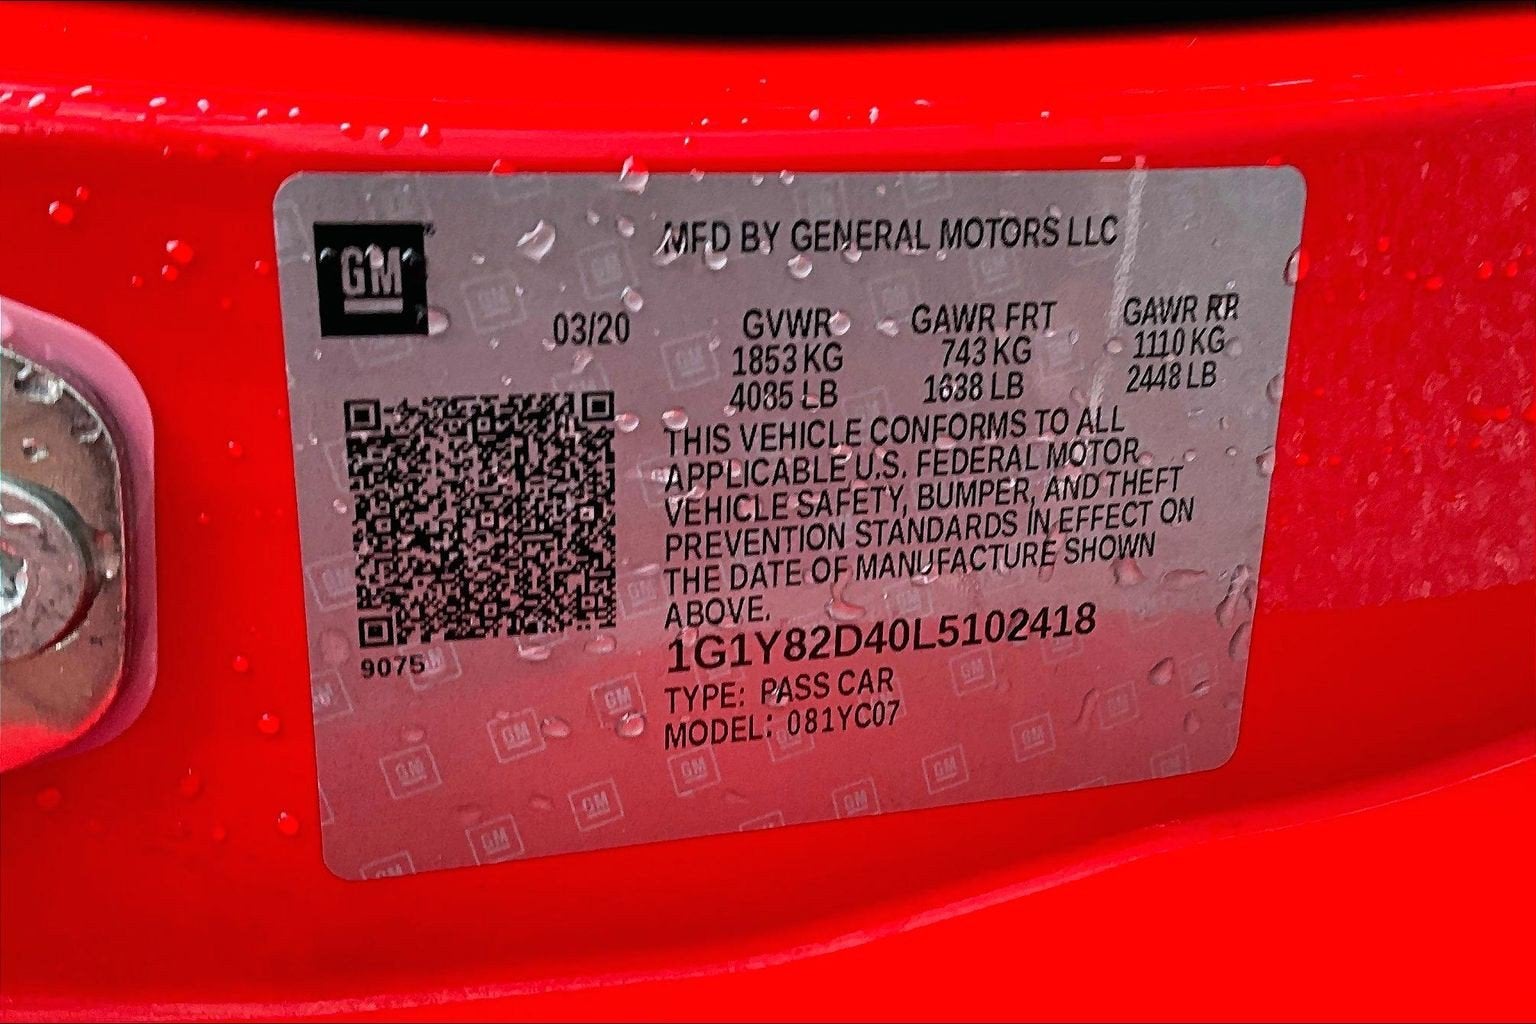 GM
MFD BY GENERAL MOTORS LLC
03/20
GVWR GAWR FRT GAWR RR
1853 KG 743 KG 1110 KG
4085 LB 1638 LB 2448 LB
THIS VEHICLE CONFORMS TO ALL
APPLICABLE U.S. FEDERAL MOTOR
VEHICLE SAFETY, BUMPER, AND THEFT
PREVENTION STANDARDS IN EFFECT ON
THE DATE OF MANUFACTURE SHOWN
ABOVE.
1G1Y82D40L5102418
9075
TYPE: PASS CAR
MODEL: 081YC07